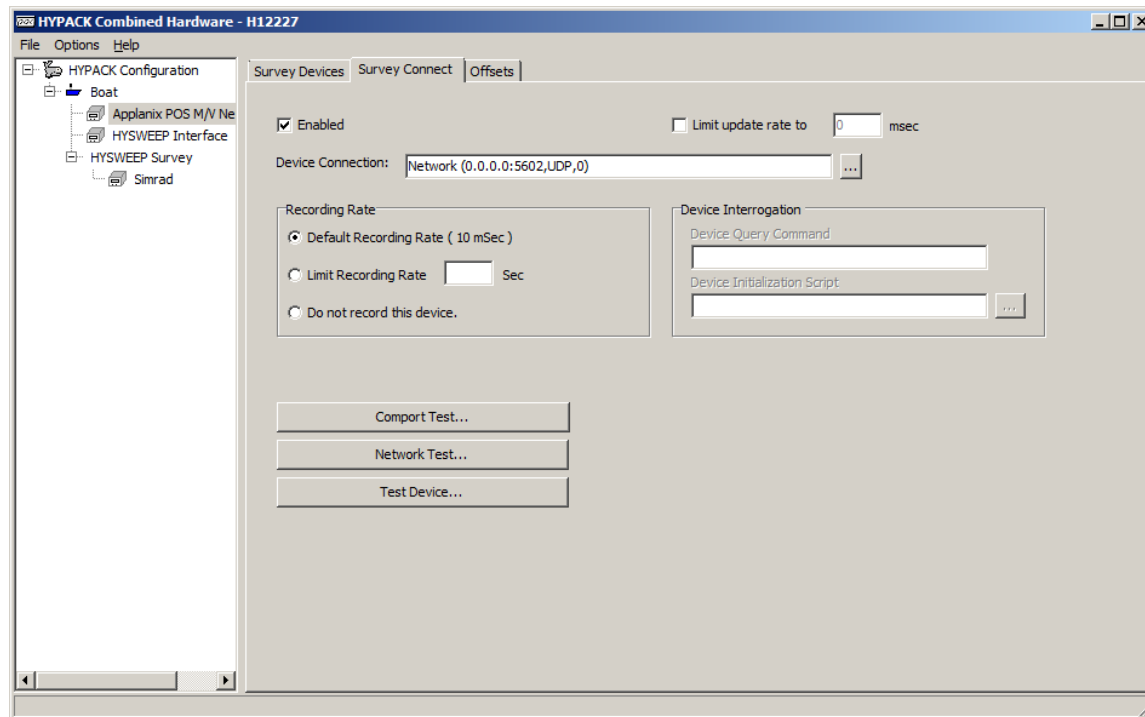 HYPACK Combined Hardware - H12227
File Options Help
HYPACK Configuration
Boat
Applanix POS M/V Ne
HYSWEEP Interface
HYSWEEP Survey
Simrad
Survey Devices Survey Connect Offsets
Enabled
Limit update rate to 0 msec
Device Connection: Network (0.0.0.0:5602,UDP,0) ...
Recording Rate
Default Recording Rate ( 10 mSec )
Limit Recording Rate Sec
Do not record this device.
Device Interrogation
Device Query Command
Device Initialization Script
...
Comport Test...
Network Test...
Test Device...